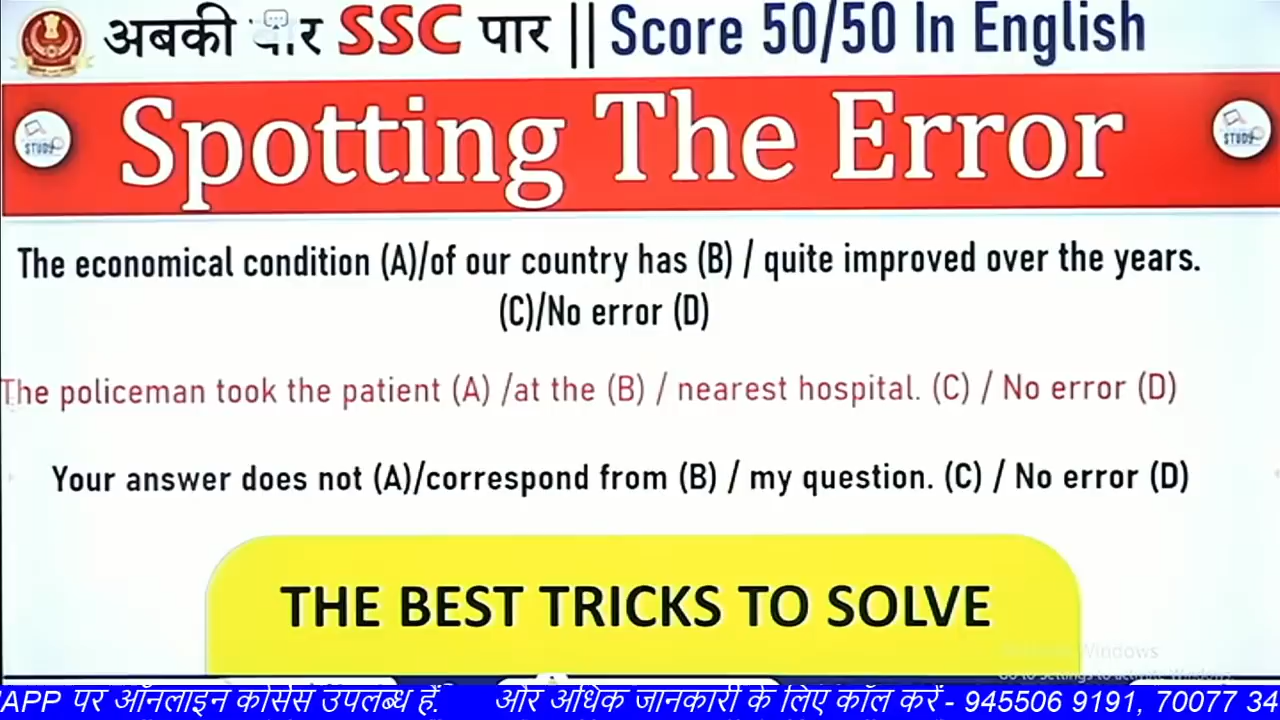 अबकी बार SSC पार || Score 50/50 In English
Spotting The Error
STUDY
STUDY
The economical condition (A)/of our country has (B) / quite improved over the years.
(C)/No error (D)
The policeman took the patient (A) /at the (B) / nearest hospital. (C) / No error (D)
Your answer does not (A)/correspond from (B) / my question. (C) / No error (D)
THE BEST TRICKS TO SOLVE
APP पर ऑनलाइन कोर्सेस उपलब्ध हैं. और अधिक जानकारी के लिए कॉल करें - 945506 9191, 70077 34